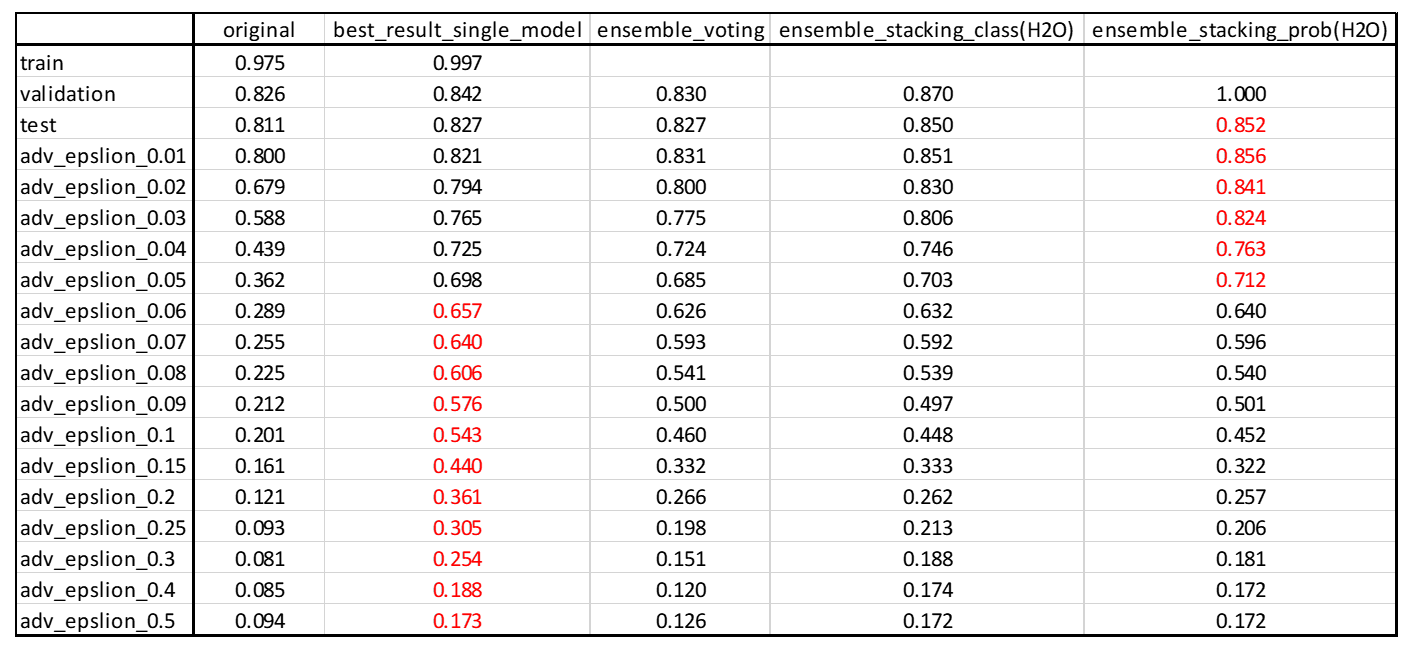 original best_result_single_model ensemble_voting ensemble_stacking_class(H2O) ensemble_stacking_prob(H2O)
train 0.975 0.997
validation 0.826 0.842 0.830 0.870 1.000
test 0.811 0.827 0.827 0.850 0.852
adv_epslion_0.01 0.800 0.821 0.831 0.851 0.856
adv_epslion_0.02 0.679 0.794 0.800 0.830 0.841
adv_epslion_0.03 0.588 0.765 0.775 0.806 0.824
adv_epslion_0.04 0.439 0.725 0.724 0.746 0.763
adv_epslion_0.05 0.362 0.698 0.685 0.703 0.712
adv_epslion_0.06 0.289 0.657 0.626 0.632 0.640
adv_epslion_0.07 0.255 0.640 0.593 0.592 0.596
adv_epslion_0.08 0.225 0.606 0.541 0.539 0.540
adv_epslion_0.09 0.212 0.576 0.500 0.497 0.501
adv_epslion_0.1 0.201 0.543 0.460 0.448 0.452
adv_epslion_0.15 0.161 0.440 0.332 0.333 0.322
adv_epslion_0.2 0.121 0.361 0.266 0.262 0.257
adv_epslion_0.25 0.093 0.305 0.198 0.213 0.206
adv_epslion_0.3 0.081 0.254 0.151 0.188 0.181
adv_epslion_0.4 0.085 0.188 0.120 0.174 0.172
adv_epslion_0.5 0.094 0.173 0.126 0.172 0.172